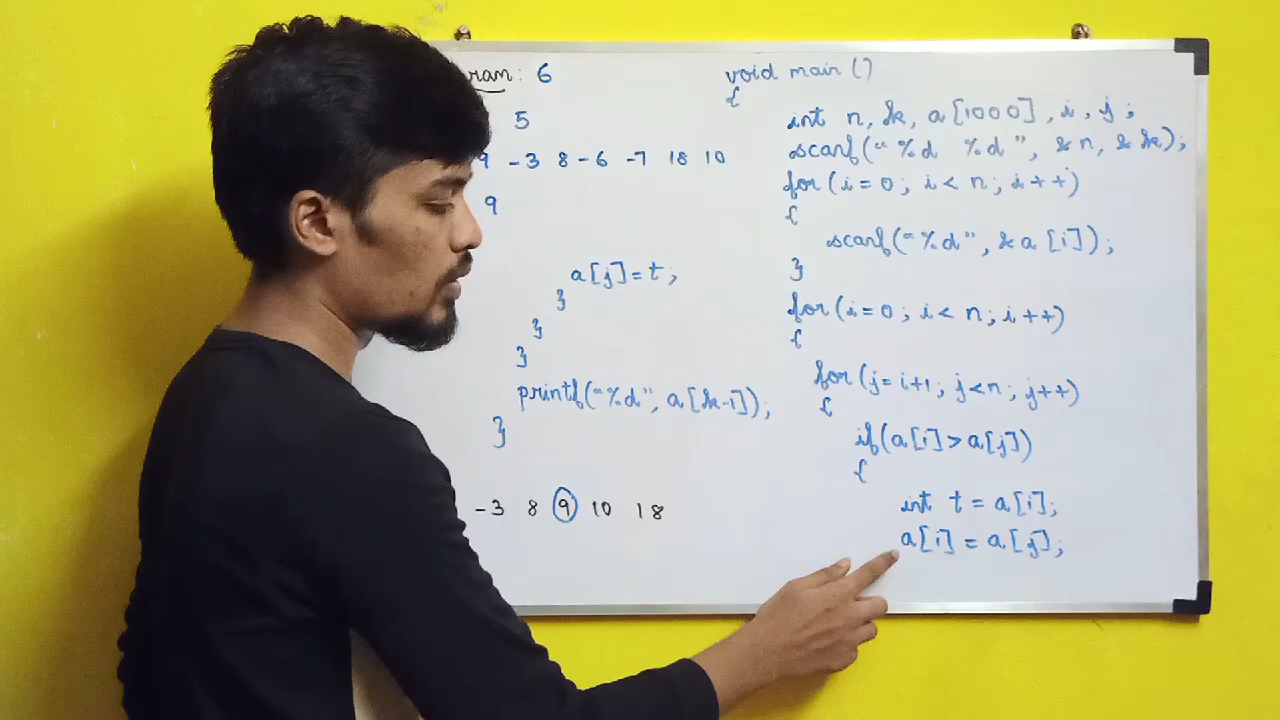 ram: 6
5
9 -3 8 -6 -7 18 10
9
a[j]=t;
}
}
}
printf("%d", a[k-1]);
}
-3 8 9 10 18
void main ()
{
int n, k, a[1000], i, j;
scanf("%d %d", &n, &k);
for (i=0; i<n; i++)
{
scanf("%d", &a[i]);
}
for (i=0; i<n; i++)
{
for (j=i+1; j<n; j++)
{
if(a[i]>a[j])
{
int t = a[i];
a[i] = a[j];